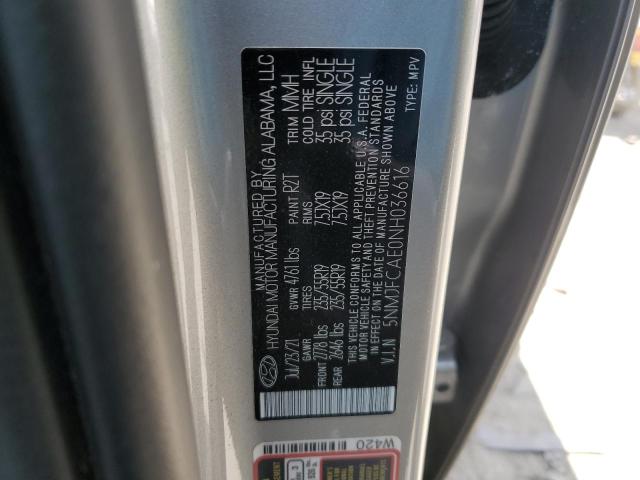 MANUFACTURED BY
HYUNDAI MOTOR MANUFACTURING ALABAMA, LLC
Jul/23/21 GVWR 4761 lbs PAINT R2T TRIM MMH
GAWR TIRES RIMS COLD TIRE INFL
FRONT 2778 lbs 235/55R19 7.5JX19 35 psi SINGLE
REAR 2646 lbs 235/55R19 7.5JX19 35 psi SINGLE
THIS VEHICLE CONFORMS TO ALL APPLICABLE U.S.A. FEDERAL
MOTOR VEHICLE SAFETY AND THEFT PREVENTION STANDARDS
IN EFFECT ON THE DATE OF MANUFACTURE SHOWN ABOVE
V.I.N 5NMJFCAE0NH036616 TYPE: MPV
W420